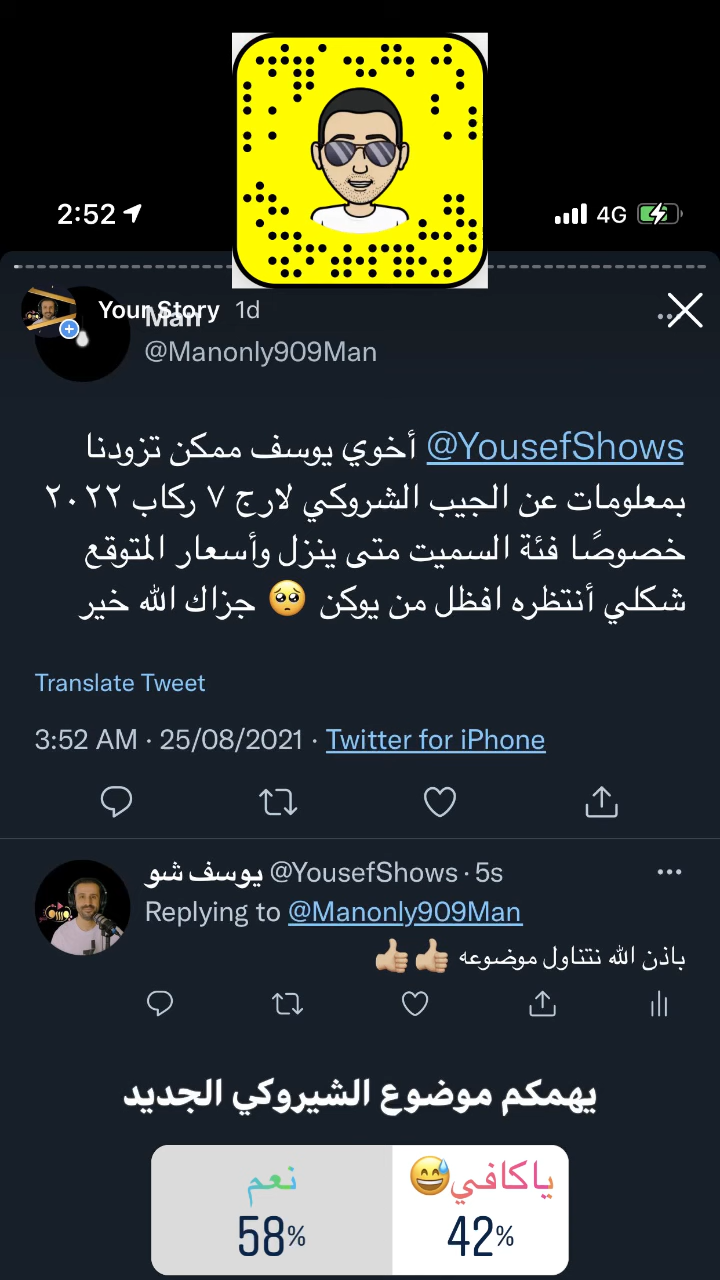 2:52
4G
Your Story 1d
Man
@Manonly909Man
@YousefShows أخوي يوسف ممكن تزودنا
بمعلومات عن الجيب الشروكي لارج ٧ ركاب ٢٠٢٢
خصوصًا فئة السميت متى ينزل وأسعار المتوقع
شكلي أنتظره افظل من يوكن 🥺 جزاك الله خير
Translate Tweet
3:52 AM · 25/08/2021 · Twitter for iPhone
يوسف شو @YousefShows · 5s
Replying to @Manonly909Man
باذن الله نتناول موضوعه 👍🏼👍🏼
يهمكم موضوع الشيروكي الجديد
نعم
58%
ياكافي😅
42%